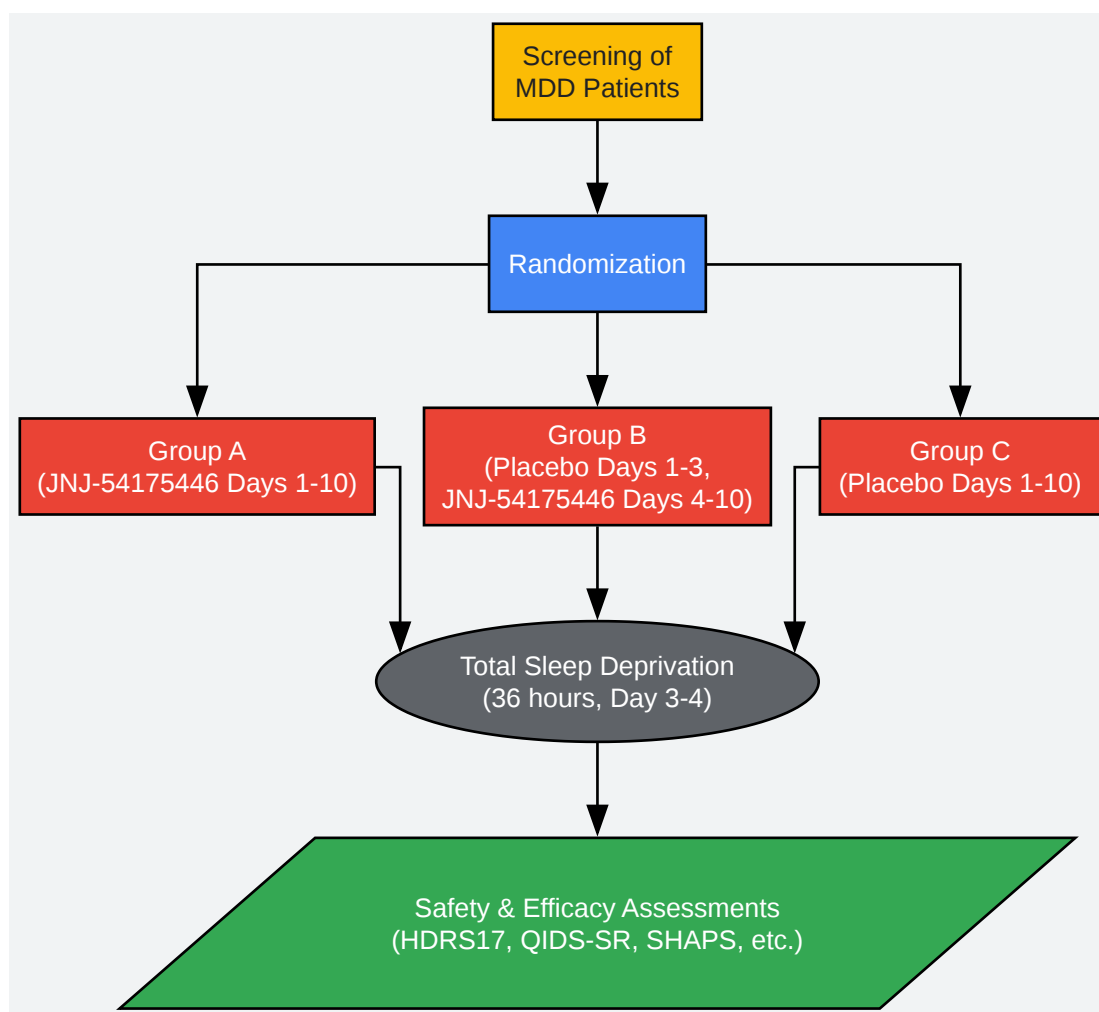 Screening of
MDD Patients
Randomization
Group A
(JNJ-54175446 Days 1-10)
Group B
(Placebo Days 1-3,
JNJ-54175446 Days 4-10)
Group C
(Placebo Days 1-10)
Total Sleep Deprivation
(36 hours, Day 3-4)
Safety & Efficacy Assessments
(HDRS17, QIDS-SR, SHAPS, etc.)